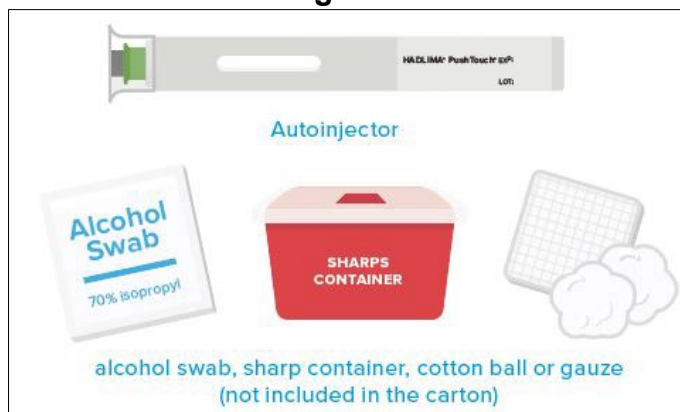 HADLIMA® PushTouch® EXP:
LOT:
Autoinjector
Alcohol
Swab
70% isopropyl
SHARPS
CONTAINER
alcohol swab, sharp container, cotton ball or gauze
(not included in the carton)